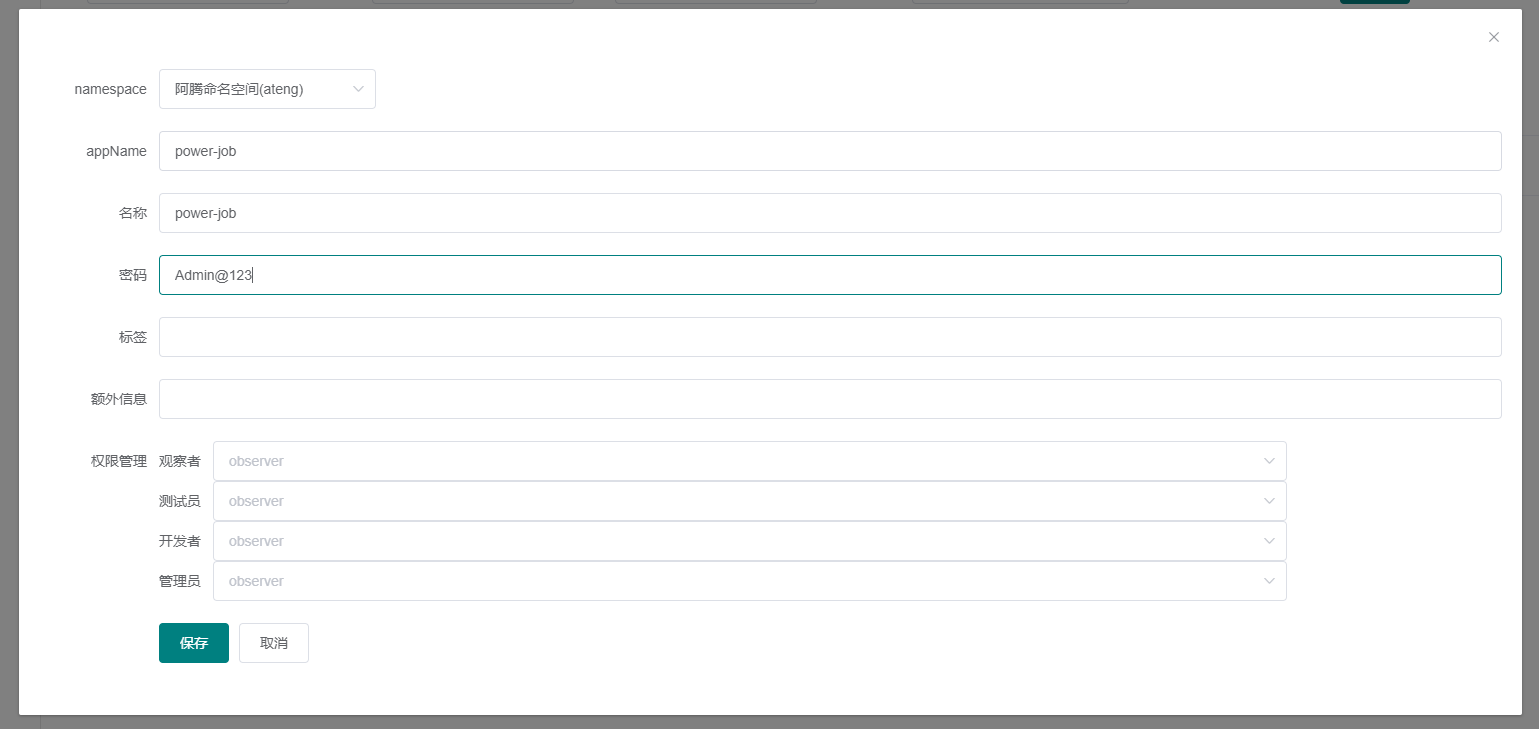 namespace 阿腾命名空间(ateng)
appName power-job
名称 power-job
密码 Admin@123
标签
额外信息
权限管理 观察者 observer
测试员 observer
开发者 observer
管理员 observer
保存 取消